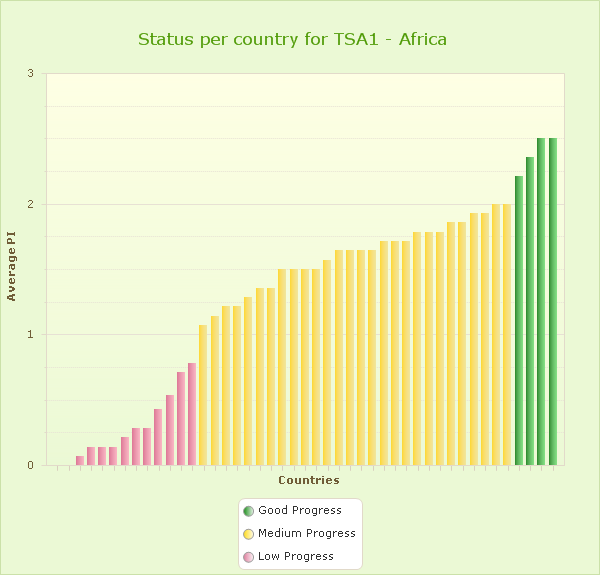 Status per country for TSA1 - Africa
3
2
1
0
Average PI
Countries
Good Progress
Medium Progress
Low Progress